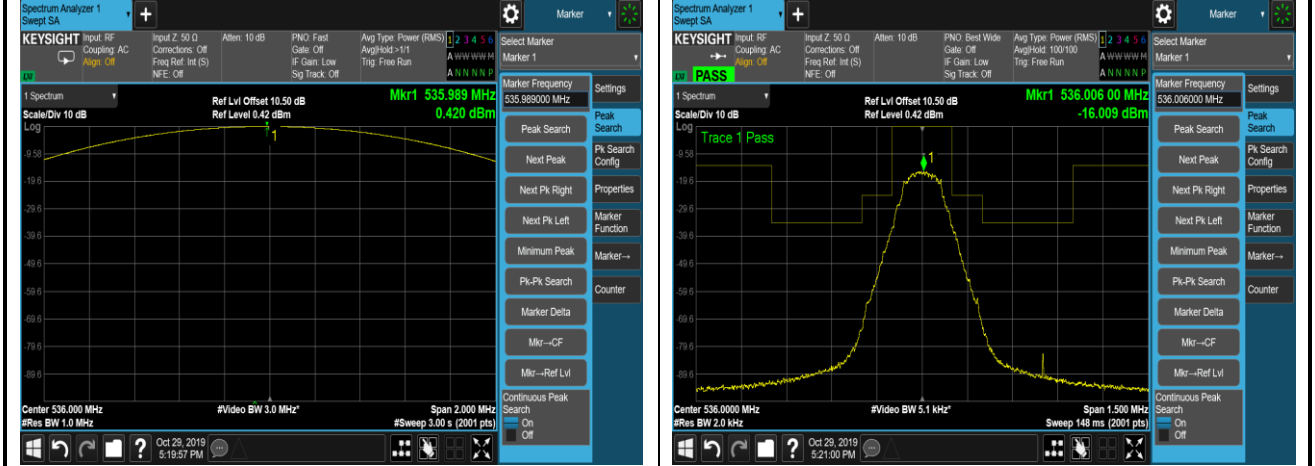 Spectrum Analyzer 1
Swept SA
+
Marker
KEYSIGHT
Input: RF
Coupling: AC
Align: Off
Input Z: 50 Ω
Corrections: Off
Freq Ref: Int (S)
NFE: Off
Atten: 10 dB
PNO: Fast
Gate: Off
IF Gain: Low
Sig Track: Off
Avg Type: Power (RMS)
Avg|Hold:>1/1
Trig: Free Run
1 2 3 4 5 6
A W W W W M
A N N N N P
LV
1 Spectrum
Scale/Div 10 dB
Ref Lvl Offset 10.50 dB
Ref Level 0.42 dBm
Mkr1 535.989 MHz
0.420 dBm
Log
1
-9.58
-19.6
-29.6
-39.6
-49.6
-59.6
-69.6
-79.6
-89.6
Center 536.000 MHz
#Res BW 1.0 MHz
#Video BW 3.0 MHz*
Span 2.000 MHz
#Sweep 3.00 s (2001 pts)
Select Marker
Marker 1
Marker Frequency
535.989000 MHz
Peak Search
Next Peak
Next Pk Right
Next Pk Left
Minimum Peak
Pk-Pk Search
Marker Delta
Mkr→CF
Mkr→Ref Lvl
Continuous Peak
Search
On
Off
Settings
Peak
Search
Pk Search
Config
Properties
Marker
Function
Marker→
Counter
?
Oct 29, 2019
5:19:57 PM
Spectrum Analyzer 1
Swept SA
+
Marker
KEYSIGHT
Input: RF
Coupling: AC
Align: Off
Input Z: 50 Ω
Corrections: Off
Freq Ref: Int (S)
NFE: Off
Atten: 10 dB
PNO: Best Wide
Gate: Off
IF Gain: Low
Sig Track: Off
Avg Type: Power (RMS)
Avg|Hold: 100/100
Trig: Free Run
1 2 3 4 5 6
A W W W W M
A N N N N P
LV
PASS
1 Spectrum
Scale/Div 10 dB
Ref Lvl Offset 10.50 dB
Ref Level 0.42 dBm
Mkr1 536.006 00 MHz
-16.009 dBm
Log
Trace 1 Pass
1
-9.58
-19.6
-29.6
-39.6
-49.6
-59.6
-69.6
-79.6
-89.6
Center 536.0000 MHz
#Res BW 2.0 kHz
#Video BW 5.1 kHz*
Span 1.500 MHz
Sweep 148 ms (2001 pts)
Select Marker
Marker 1
Marker Frequency
536.006000 MHz
Peak Search
Next Peak
Next Pk Right
Next Pk Left
Minimum Peak
Pk-Pk Search
Marker Delta
Mkr→CF
Mkr→Ref Lvl
Continuous Peak
Search
On
Off
Settings
Peak
Search
Pk Search
Config
Properties
Marker
Function
Marker→
Counter
?
Oct 29, 2019
5:21:00 PM